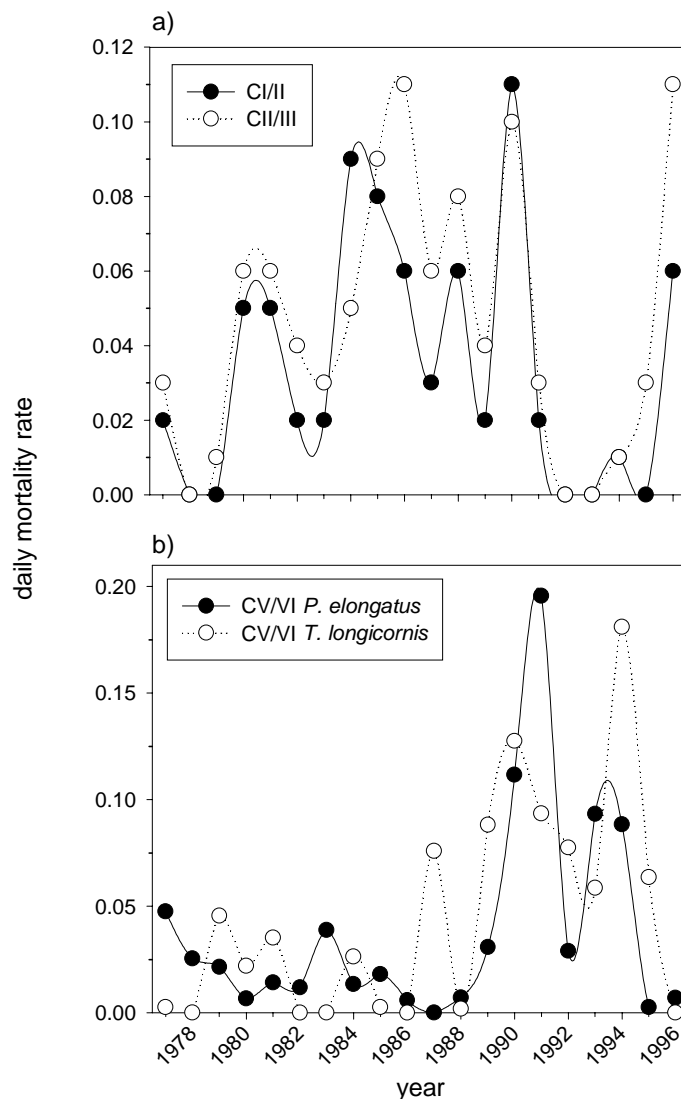 a)
0.12
CI/II
CII/III
0.10
0.08
0.06
0.04
0.02
0.00
daily mortality rate
b)
0.20
CV/VI P. elongatus
CV/VI T. longicornis
0.15
0.10
0.05
0.00
1978 1980 1982 1984 1986 1988 1990 1992 1994 1996
year